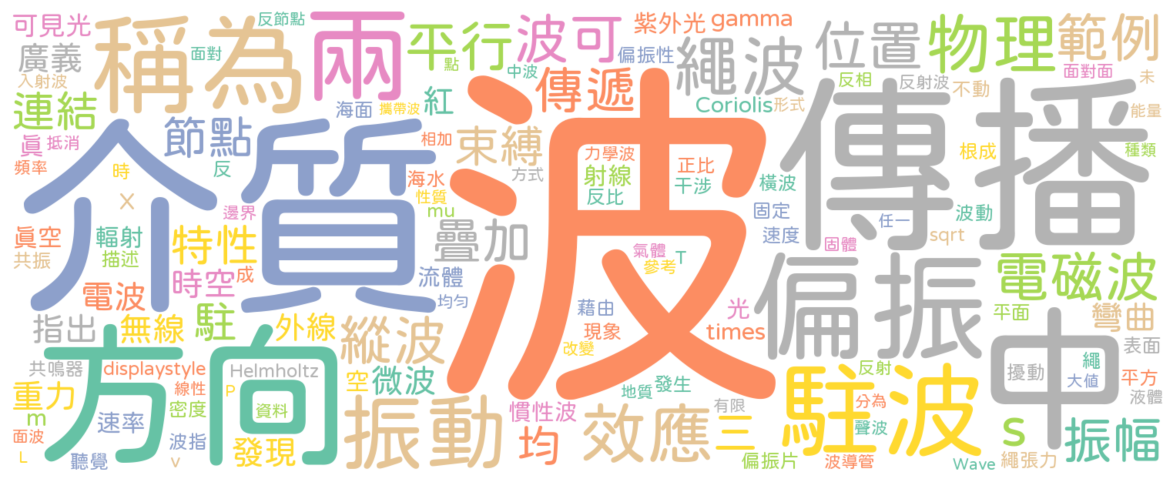 可見光
反節點
紫外光
gamma
廣義
面對
稱為
兩
平行
點
波可
中波
偏振性
繩波
位置
物理
範例
入射波
反相
反射波
不動
面對面
未
連結
海面
攜帶波
紅
傳遞
Coriolis
形式
能量
介質
節點
波
傳播
真
抵消
相加
束縛
力學波
正比
根成
種類
頻率
時
反
海水
方式
射線
干涉
橫波
x
性質
反比
邊界
mu
固定
任一
波動
真空
輻射
特性
疊加
速度
固體
sqrt
共振
描述
成
時空
流體
氣體
T
參考
偏振
電磁波
電波
均勻
藉由
光
平面
彎曲
指出
無線
駐
外線
縱波
現象
times
表面
方向
改變
中
共鳴器
displaystyle
Helmholtz
空
微波
地質
發生
駐波
反射
擾動
繩
大值
平方
重力
線性
P
密度
資料
慣性波
有限
分為
液體
m
速率
振動
效應
三
聲波
S
振幅
面波
波指
發現
均
繩張力
L
聽覺
v
偏振片
波導管
Wave